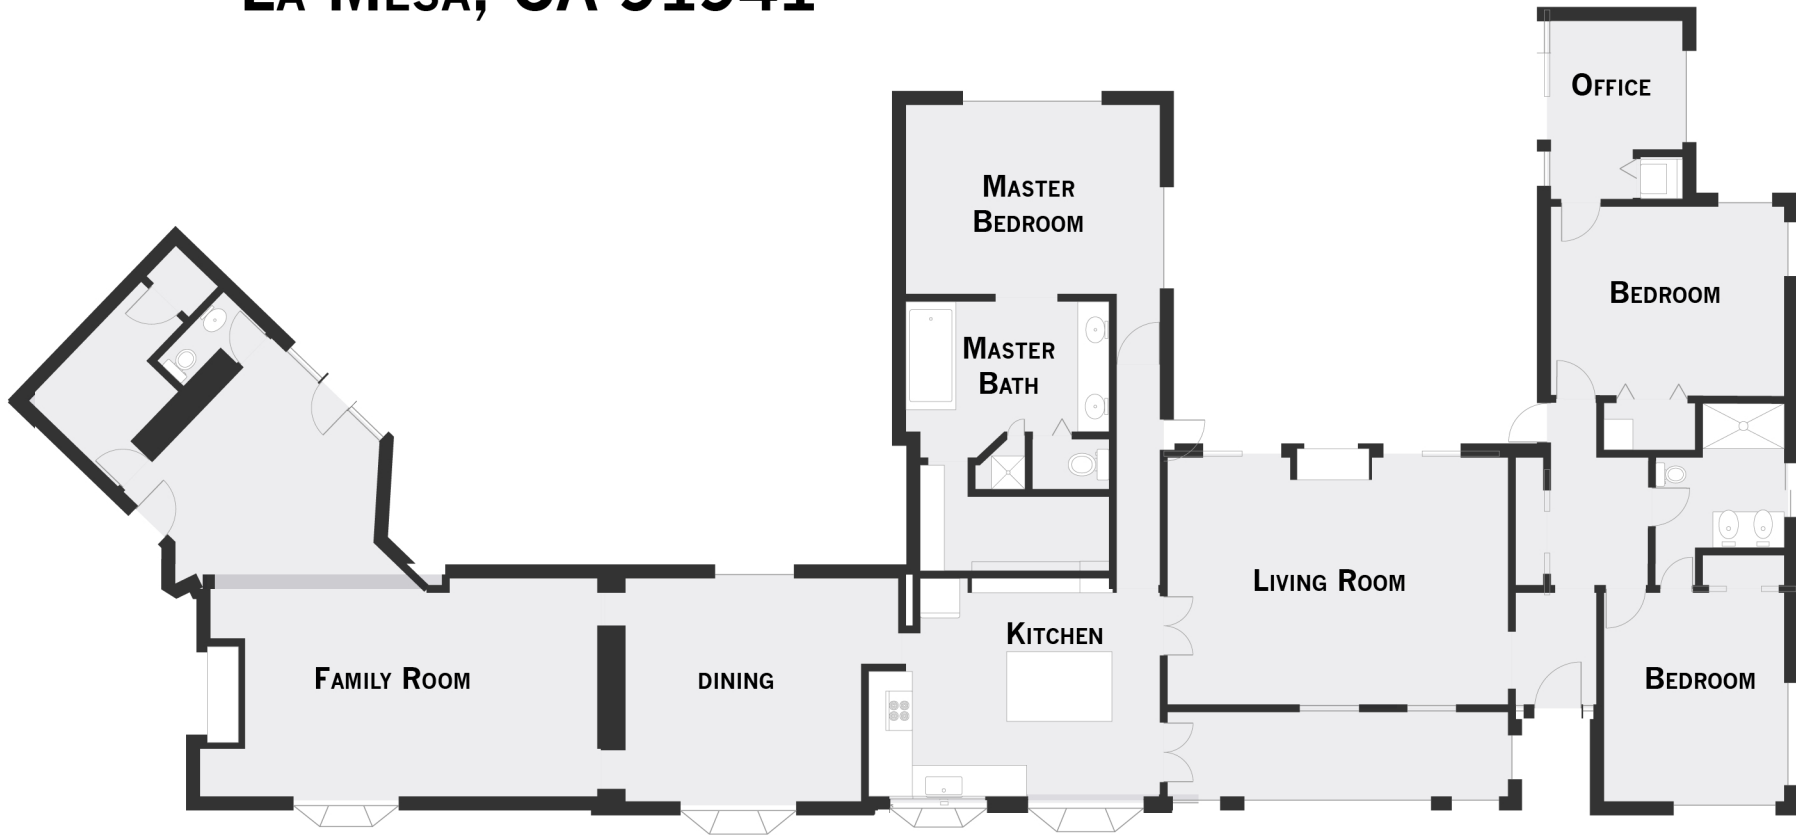 LA MESA, CA 91941
OFFICE
MASTER
BEDROOM
BEDROOM
MASTER
BATH
LIVING ROOM
KITCHEN
FAMILY ROOM
DINING
BEDROOM